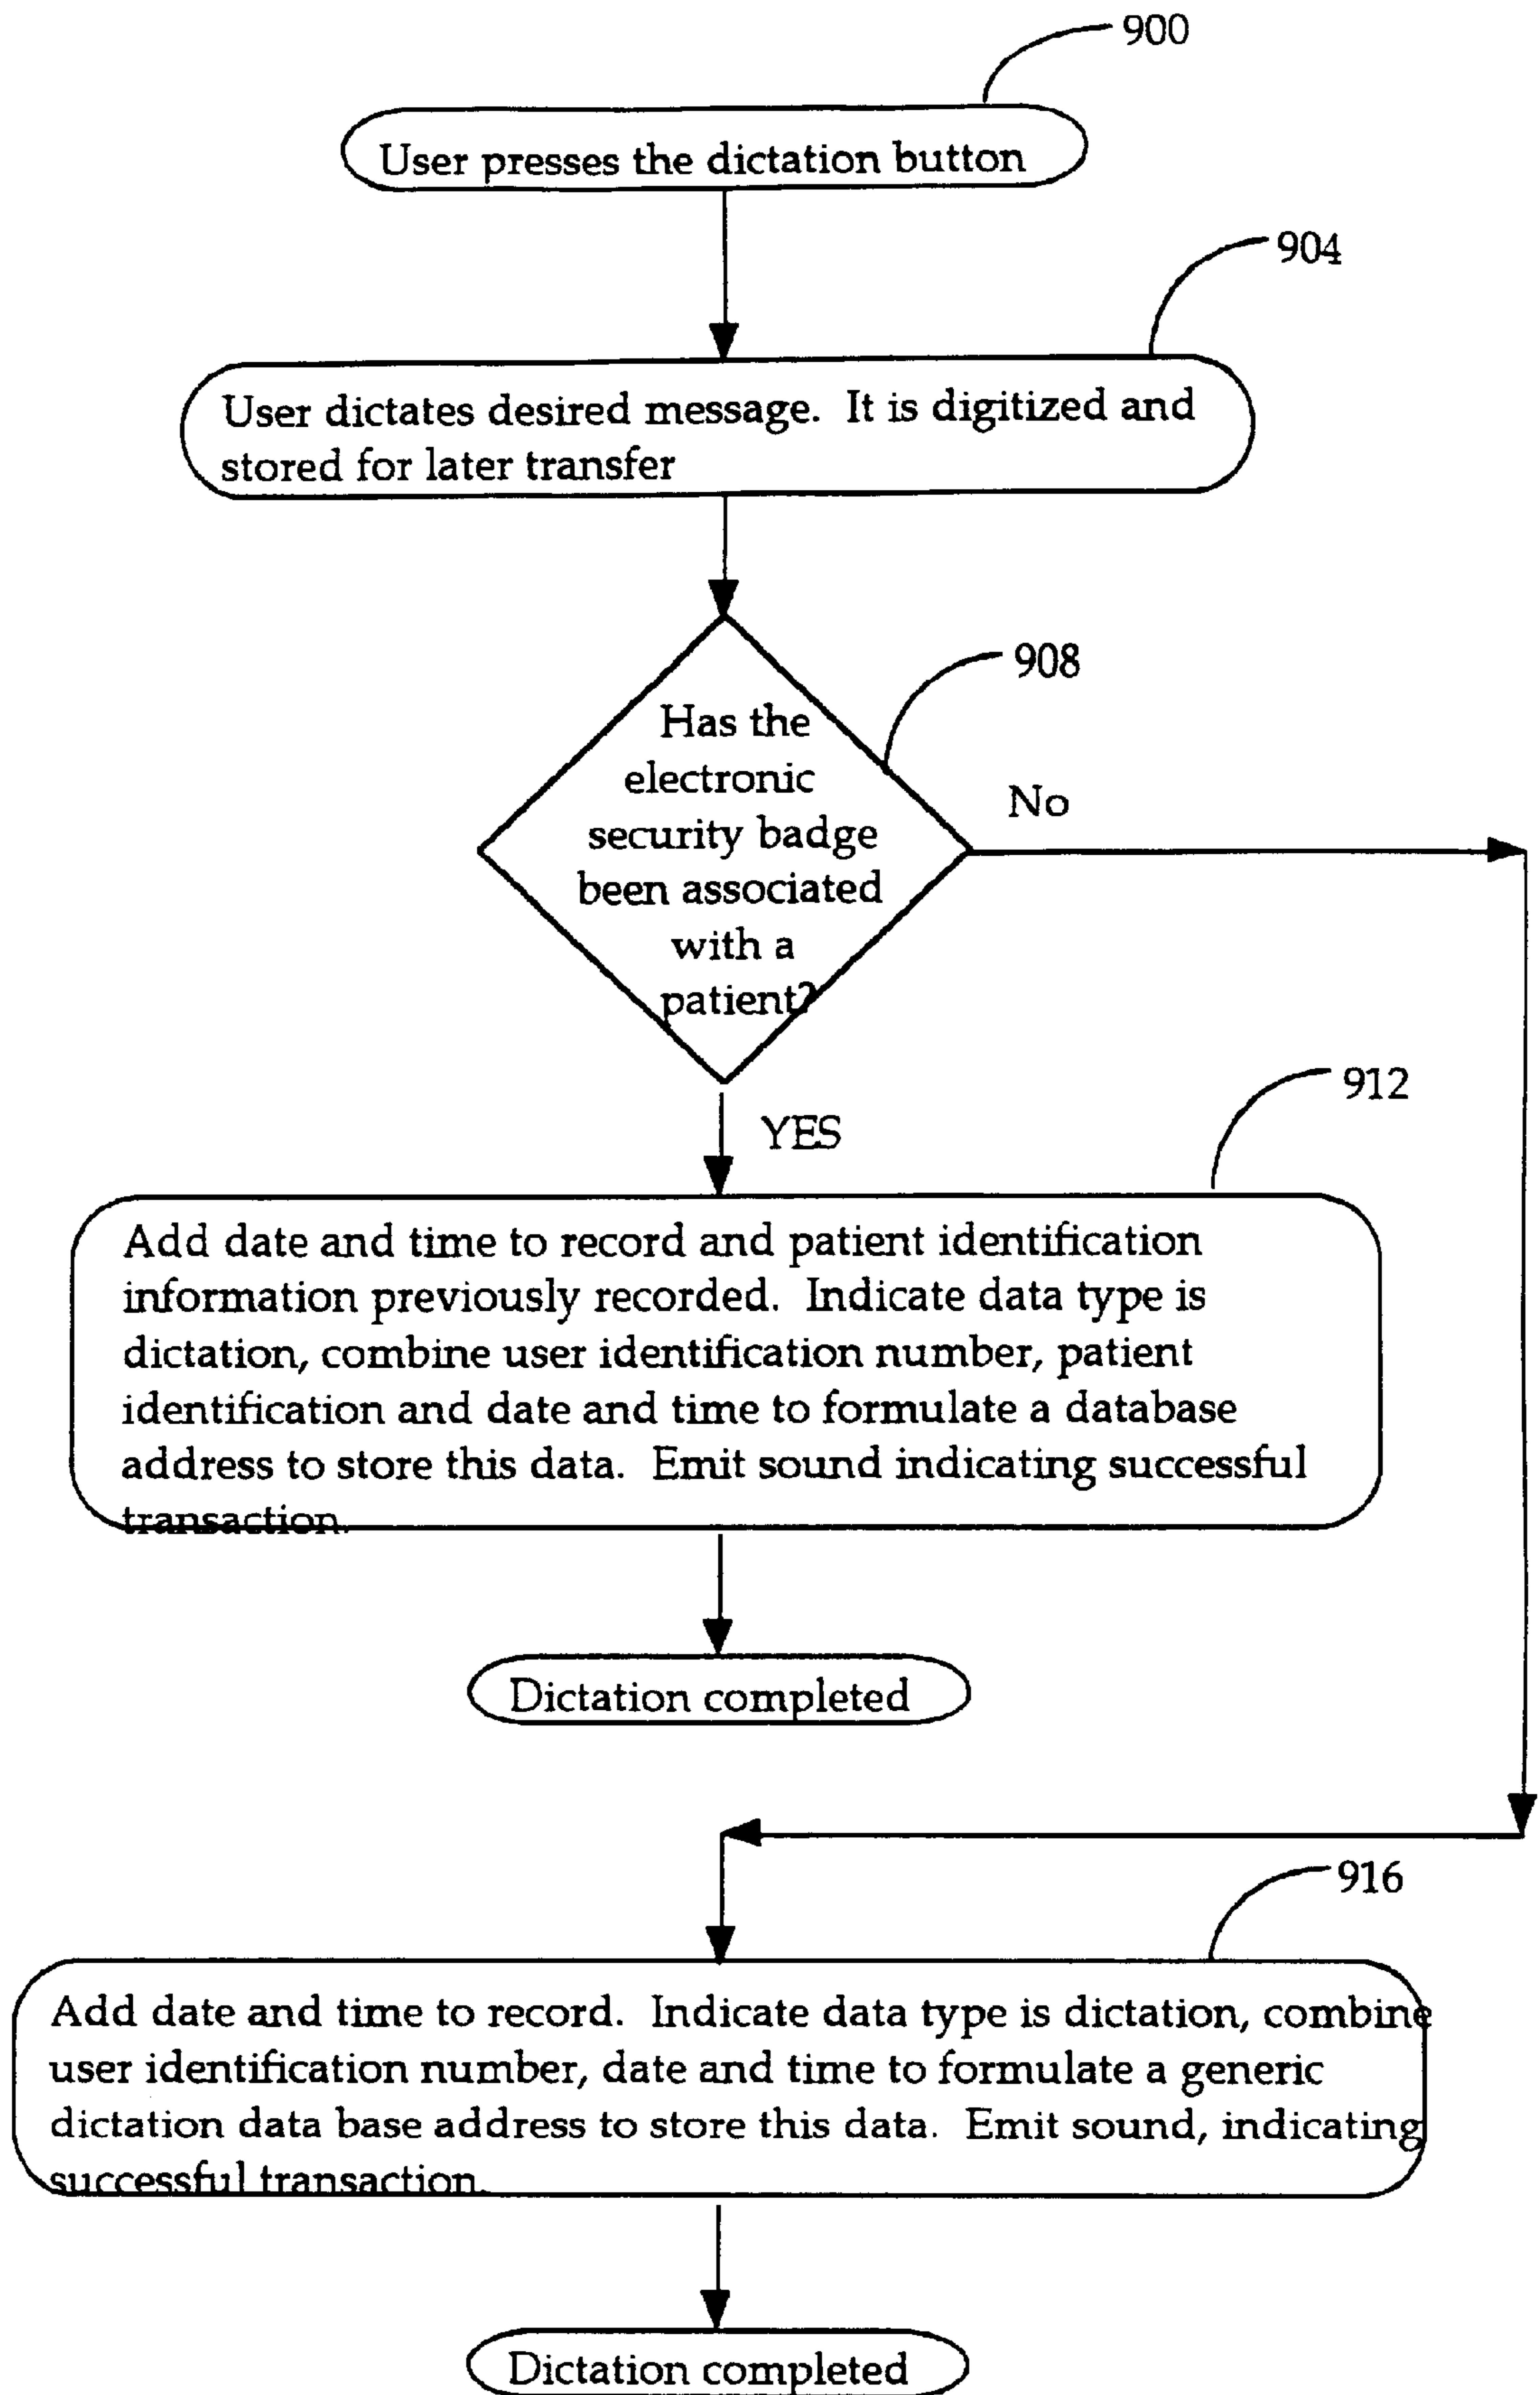 900
User presses the dictation button
904
User dictates desired message. It is digitized and
stored for later transfer
908
Has the
electronic
security badge
been associated
with a
patient?
No
YES
912
Add date and time to record and patient identification
information previously recorded. Indicate data type is
dictation, combine user identification number, patient
identification and date and time to formulate a database
address to store this data. Emit sound indicating successful
transaction.
Dictation completed
916
Add date and time to record. Indicate data type is dictation, combine
user identification number, date and time to formulate a generic
dictation data base address to store this data. Emit sound, indicating
successful transaction.
Dictation completed